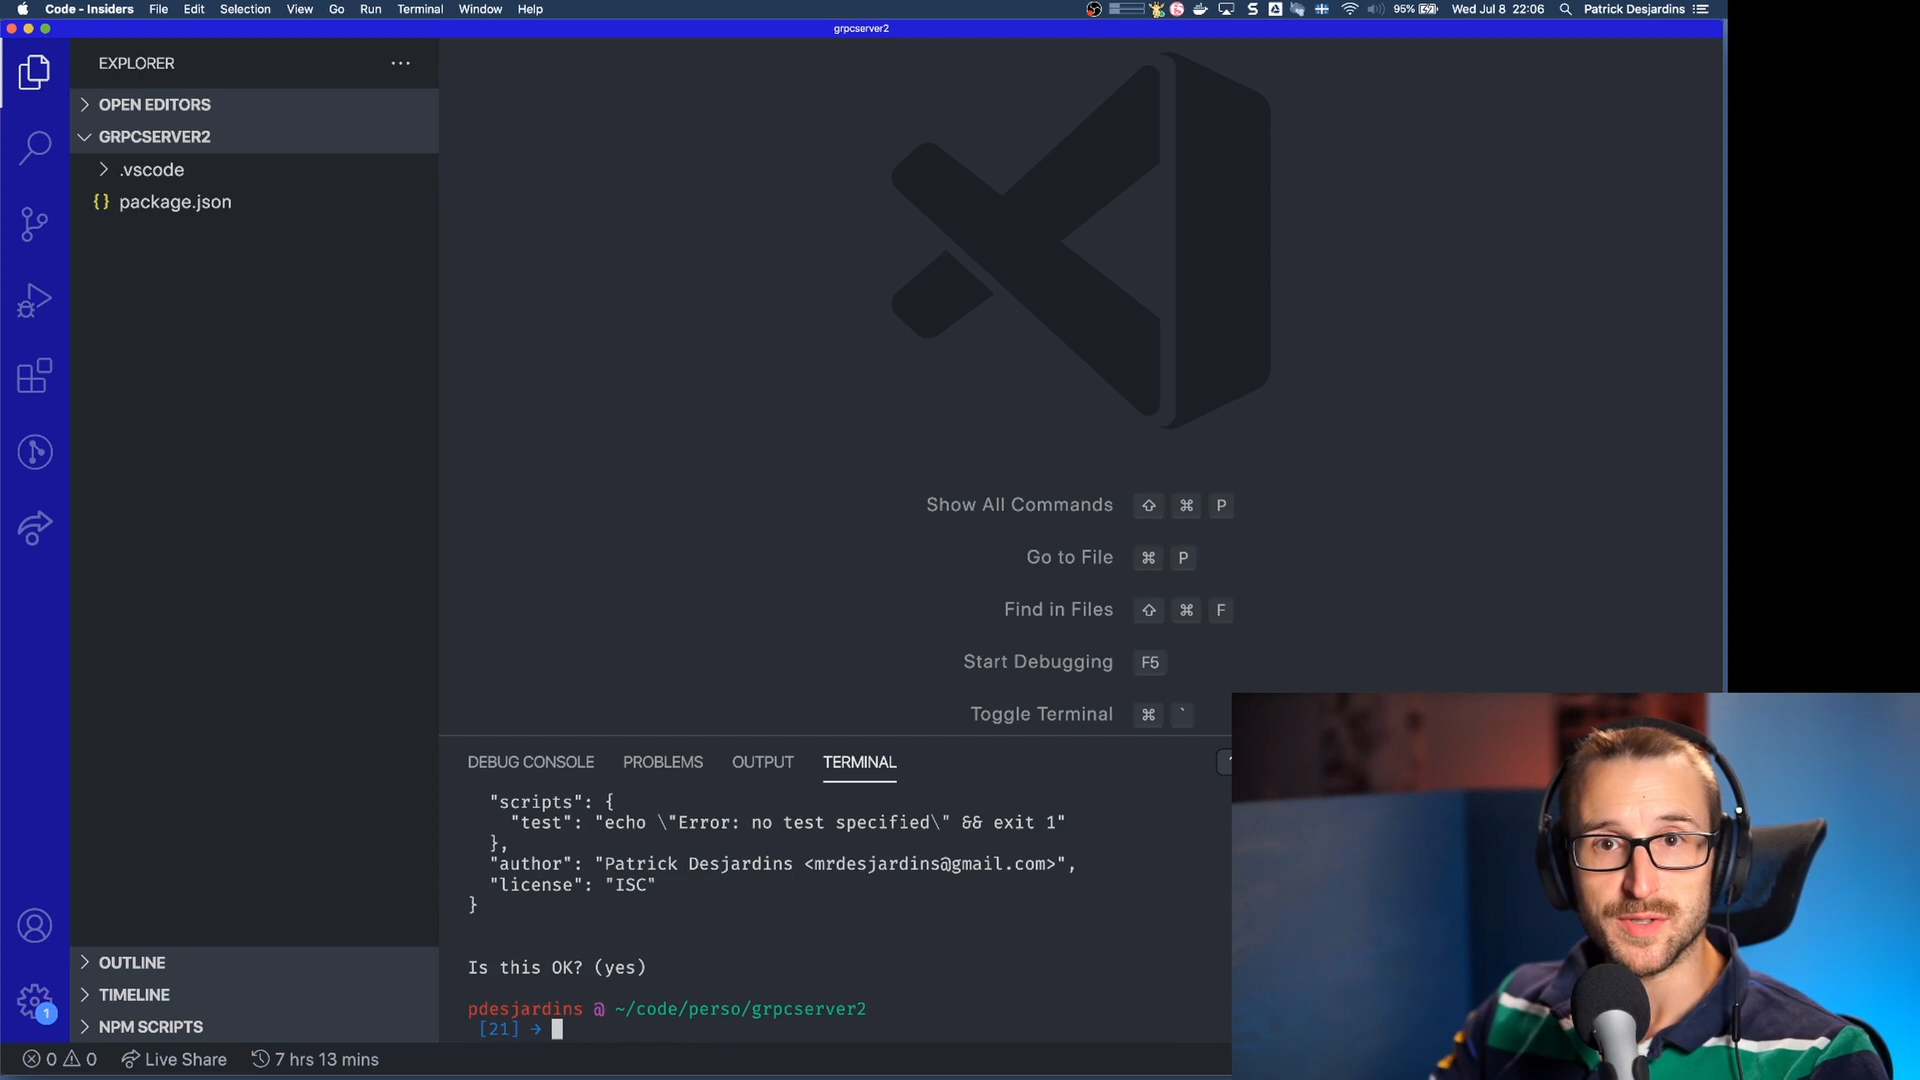 Code - Insiders File Edit Selection View Go Run Terminal Window Help 95% Wed Jul 8 22:06 Patrick Desjardins
grpcserver2
EXPLORER
OPEN EDITORS
GRPCSERVER2
.vscode
{} package.json
Show All Commands ⇧ ⌘ P
Go to File ⌘ P
Find in Files ⇧ ⌘ F
Start Debugging F5
Toggle Terminal ⌘ `
DEBUG CONSOLE PROBLEMS OUTPUT TERMINAL
"scripts": {
"test": "echo \"Error: no test specified\" && exit 1"
},
"author": "Patrick Desjardins <mrdesjardins@gmail.com>",
"license": "ISC"
}
Is this OK? (yes)
pdesjardins @ ~/code/perso/grpcserver2
[21] →
OUTLINE
TIMELINE
NPM SCRIPTS
1
0 0 Live Share 7 hrs 13 mins